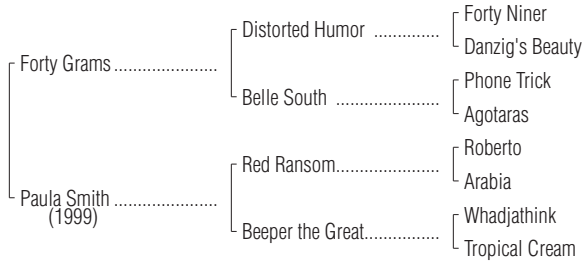 Forty Niner
Distorted Humor ..............
Danzig's Beauty
Forty Grams ......................
Phone Trick
Belle South ......................
Agotaras
Roberto
Red Ransom......................
Arabia
Paula Smith ......................
(1999)
Whadjathink
Beeper the Great................
Tropical Cream